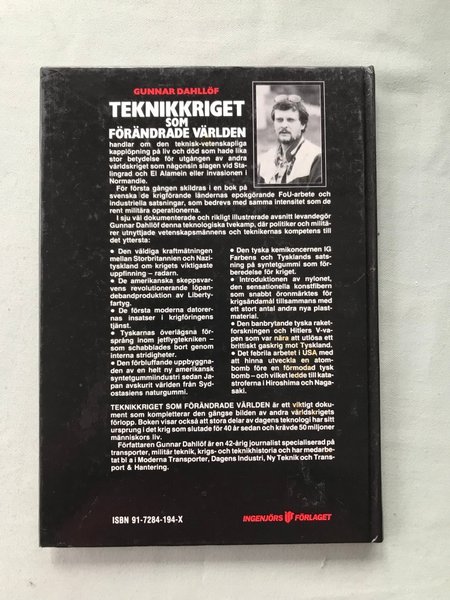 GUNNAR DAHLLÖF
TEKNIKKRIGET
SOM
FÖRÄNDRADE VÄRLDEN
handlar om den teknisk-vetenskapliga
kapplöpning på liv och död som hade lika
stor betydelse för utgången av andra
världskriget som någonsin slagen vid Sta-
lingrad och El Alamein eller invasionen i
Normandie.
För första gången skildras i en bok på
svenska de krigförande ländernas epokgörande FoU-arbete och
industriella satsningar, som bedrevs med samma intensitet som de
rent militära operationerna.
I sju väl dokumenterade och rikligt illustrerade avsnitt levandegör
Gunnar Dahllöf denna teknologiska tvekamp, där politiker och militä-
rer utnyttjade vetenskapsmännens och teknikernas kompetens till
det yttersta:
• Den väldiga kraftmätningen
mellan Storbritannien och Nazi-
tyskland om krigets viktigaste
uppfinning – radarn.
• De amerikanska skeppsvar-
vens revolutionerande löpan-
debandproduktion av Liberty-
fartyg.
• De första moderna datorer-
nas insatser i krigföringens
tjänst.
• Tyskarnas överlägsna för-
språng inom jetflygtekniken –
som schabblades bort genom
interna stridigheter.
• Den förbluffande uppbyggna-
den av en helt ny amerikansk
syntetgummiindustri sedan Ja-
pan avskurit världen från Syd-
ostasiens naturgummi.
• Den tyska kemikoncernen IG
Farbens och Tysklands sats-
ning på syntetgummi som för-
beredelse för kriget.
• Introduktionen av nylonet,
den sensationella konstfibern
som snabbt öronmärktes för
krigsändamål tillsammans med
ett stort antal andra nya plast-
material.
• Den banbrytande tyska raket-
forskningen och Hitlers V-va-
pen som var nära att utlösa ett
brittiskt gaskrig mot Tyskland.
• Det febrila arbetet i USA med
att hinna utveckla en atom-
bomb före en förmodad tysk
bomb – och vilket ledde till kata-
stroferna i Hiroshima och Naga-
saki.
TEKNIKKRIGET SOM FÖRÄNDRADE VÄRLDEN är ett viktigt doku-
ment som kompletterar den gängse bilden av andra världskrigets
förlopp. Boken visar också att stora delar av dagens teknologi har sitt
ursprung i det krig som slutade för 40 år sedan och krävde 50 miljoner
människors liv.
Författaren Gunnar Dahllöf är en 42-årig journalist specialiserad på
transporter, militär teknik, krigs- och teknikhistoria och har medarbe-
tat bl a i Moderna Transporter, Dagens Industri, Ny Teknik och Trans-
port & Hantering.
ISBN 91-7284-194-X
INGENJÖRS FÖRLAGET